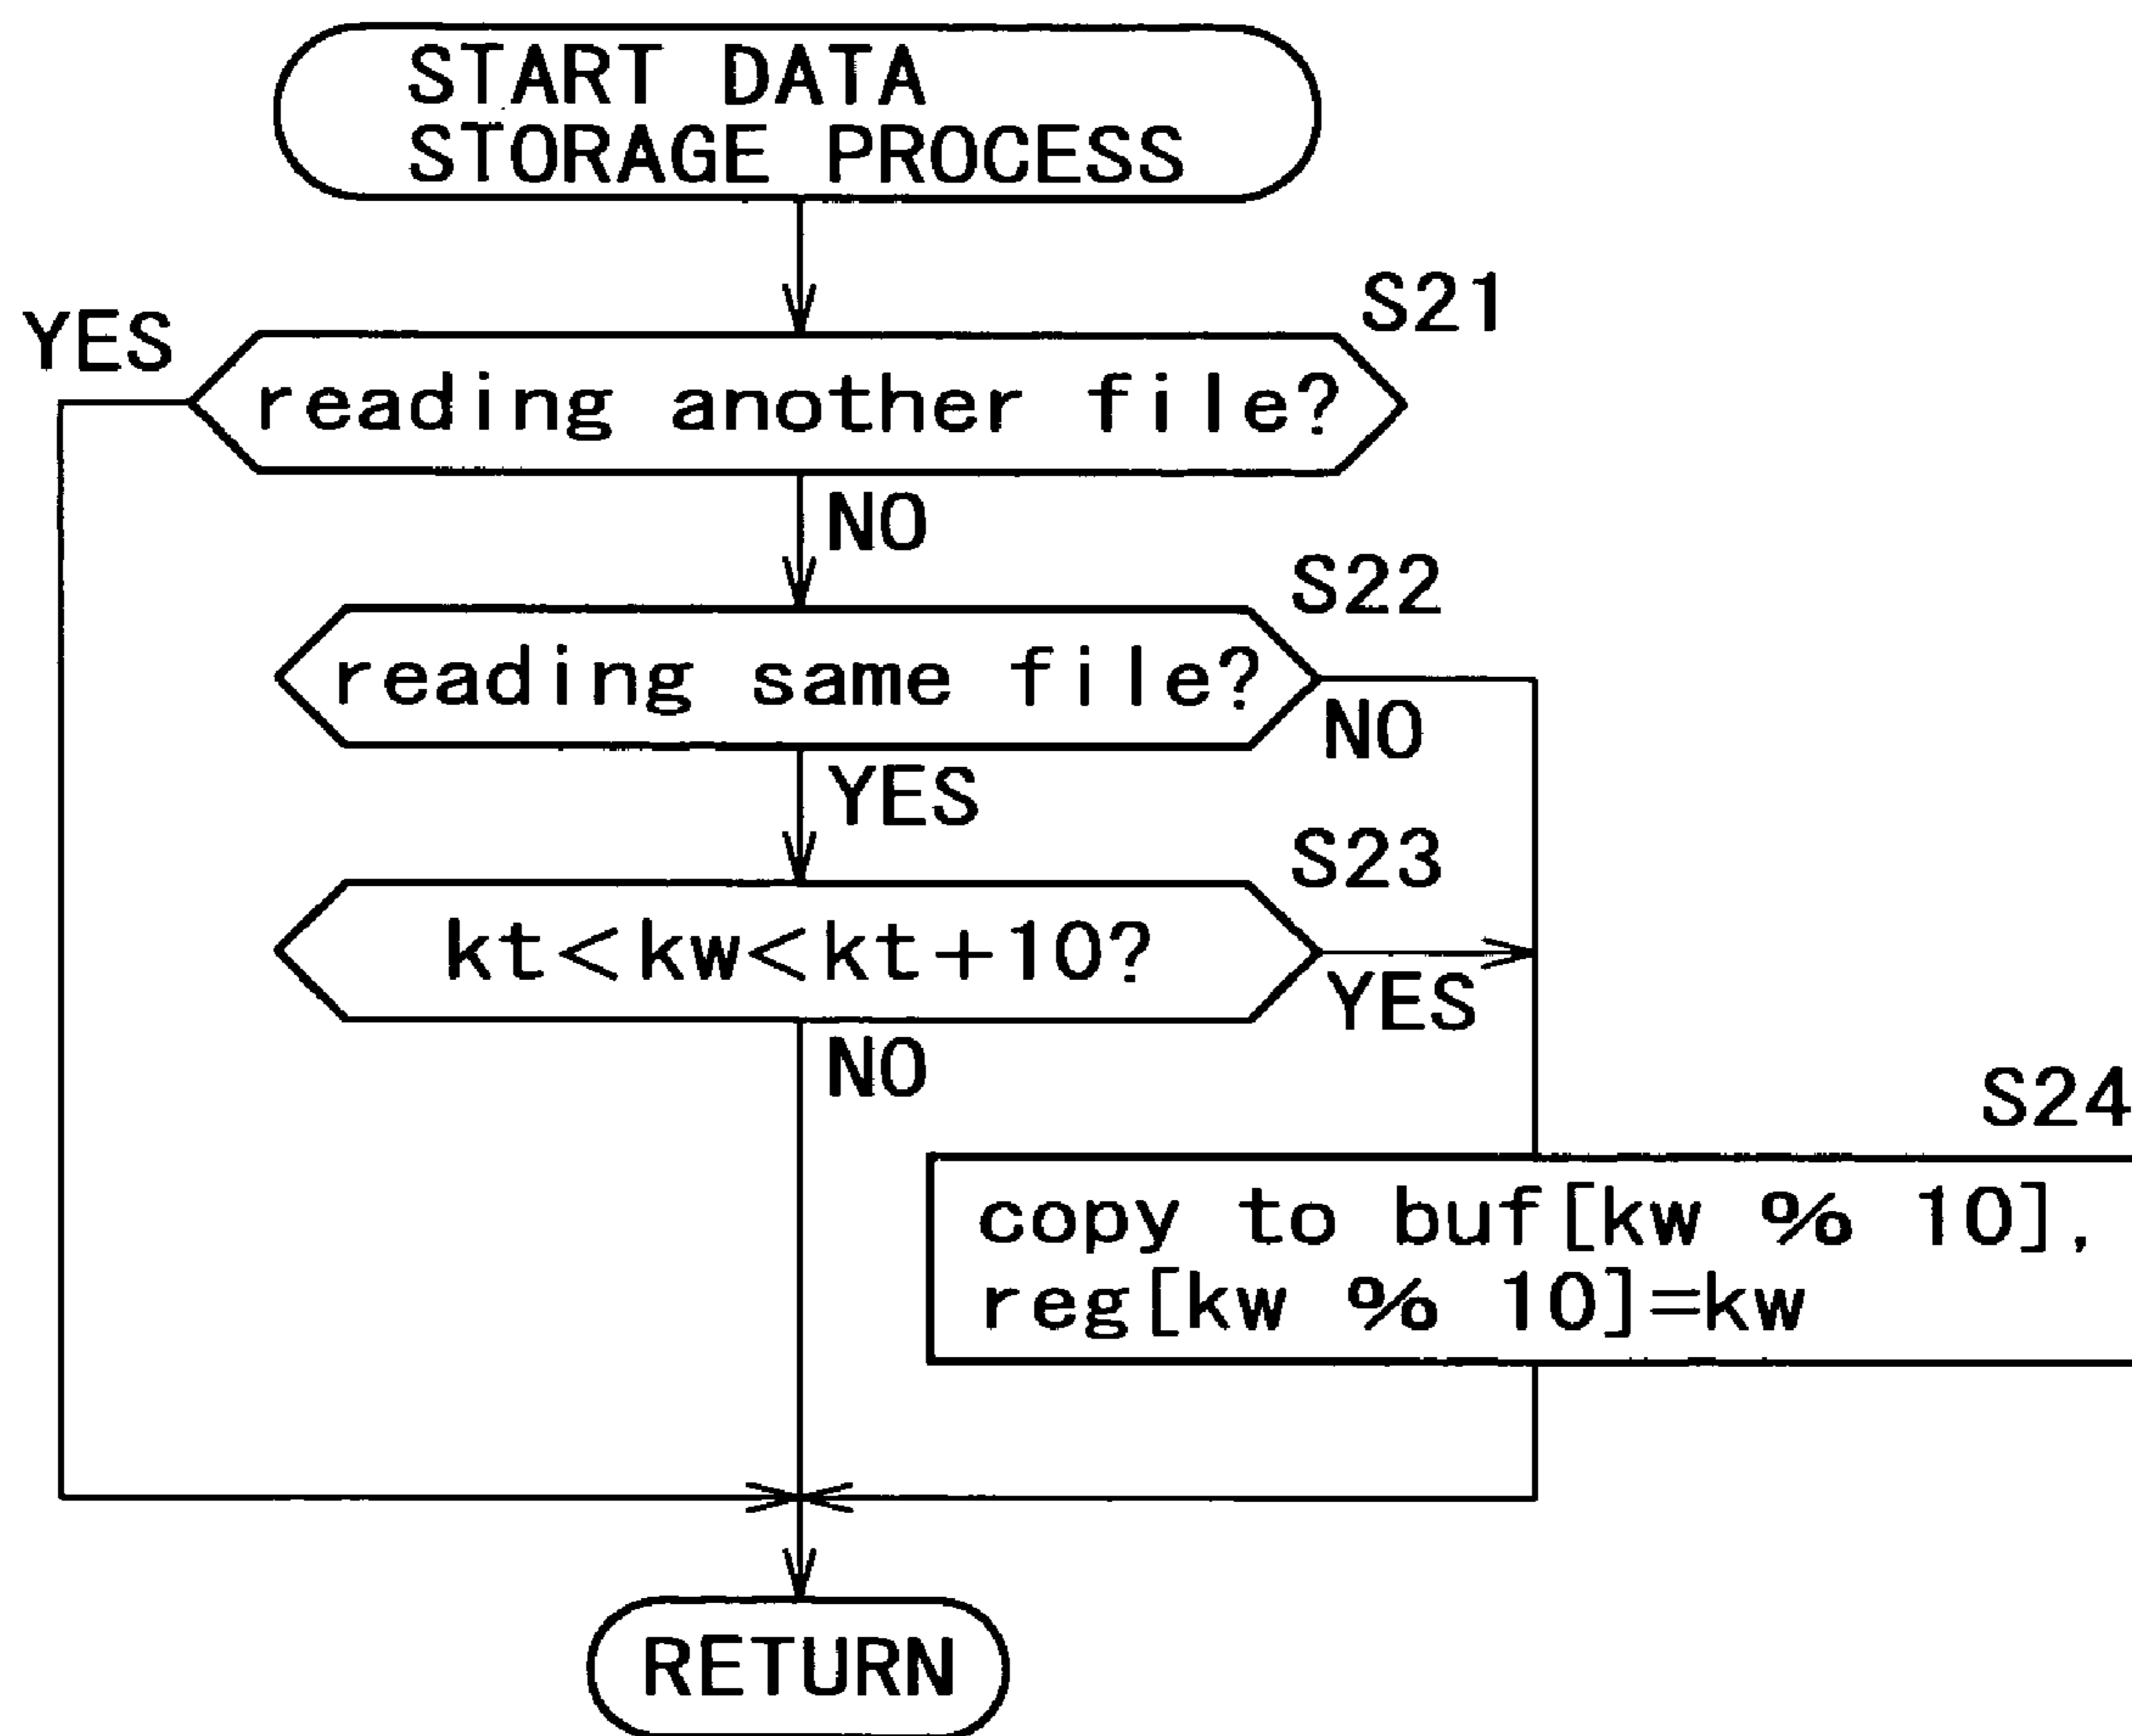 START DATA
STORAGE PROCESS
S21
YES
reading another file?
NO
S22
reading same file?
NO
YES
S23
kt<kw<kt+10?
YES
NO
S24
copy to buf[kw % 10],
reg[kw % 10]=kw
RETURN